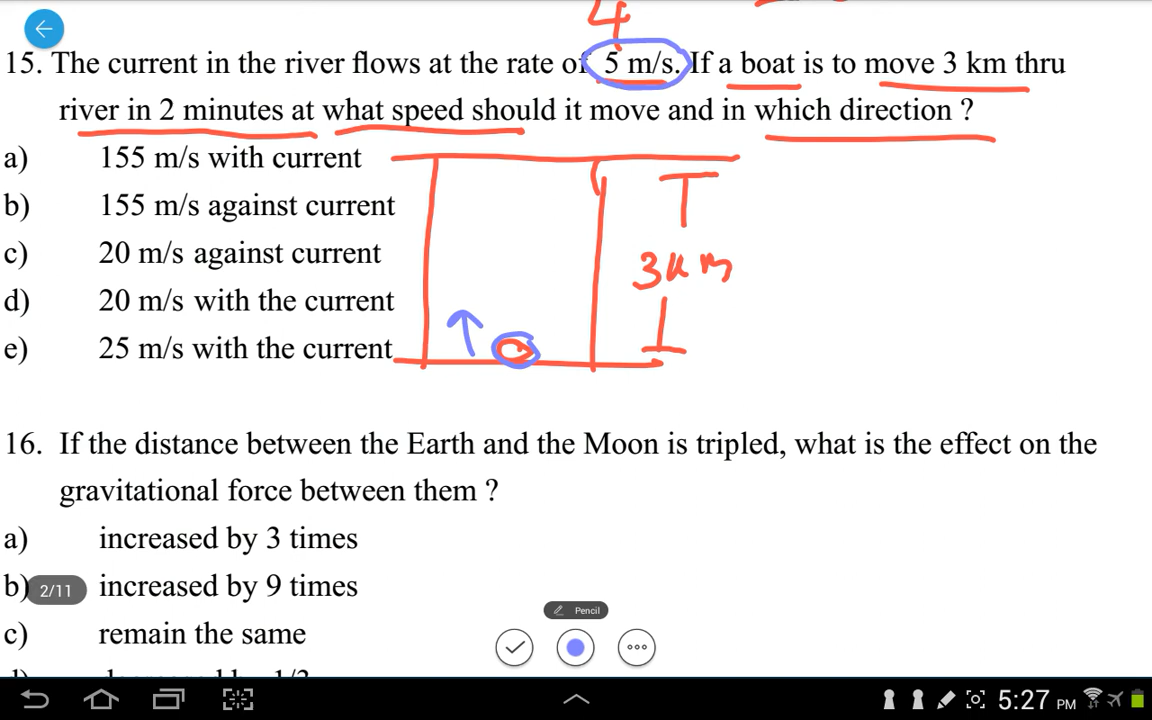 4
15. The current in the river flows at the rate of 5 m/s. If a boat is to move 3 km thru
river in 2 minutes at what speed should it move and in which direction ?
a) 155 m/s with current
b) 155 m/s against current
c) 20 m/s against current
d) 20 m/s with the current
e) 25 m/s with the current
3km
16. If the distance between the Earth and the Moon is tripled, what is the effect on the
gravitational force between them ?
a) increased by 3 times
b) increased by 9 times
2/11
Pencil
c) remain the same
5:27 PM